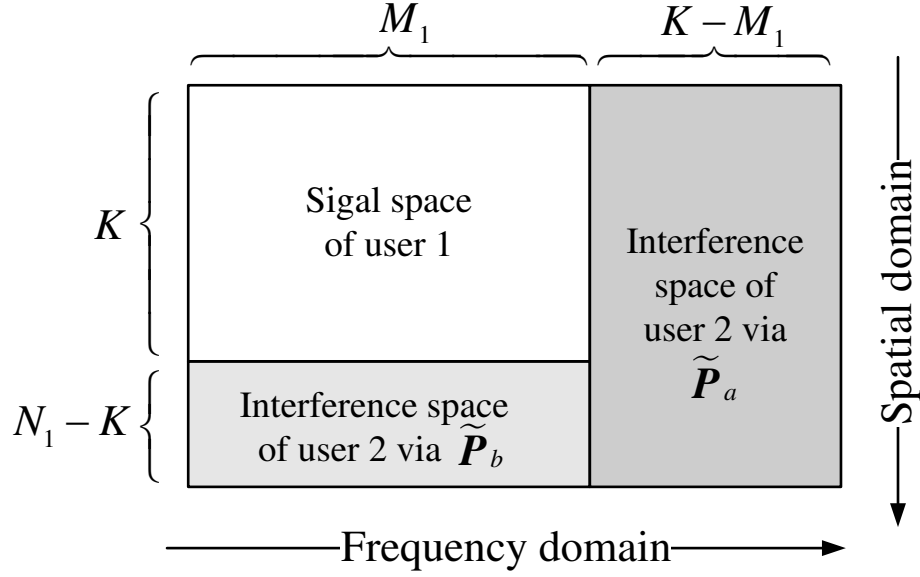 M₁ K − M₁
K
Sigal space
of user 1
Interference
space of
user 2 via
P̃ₐ
N₁ − K
Interference space
of user 2 via P̃_b
Spatial domain
Frequency domain